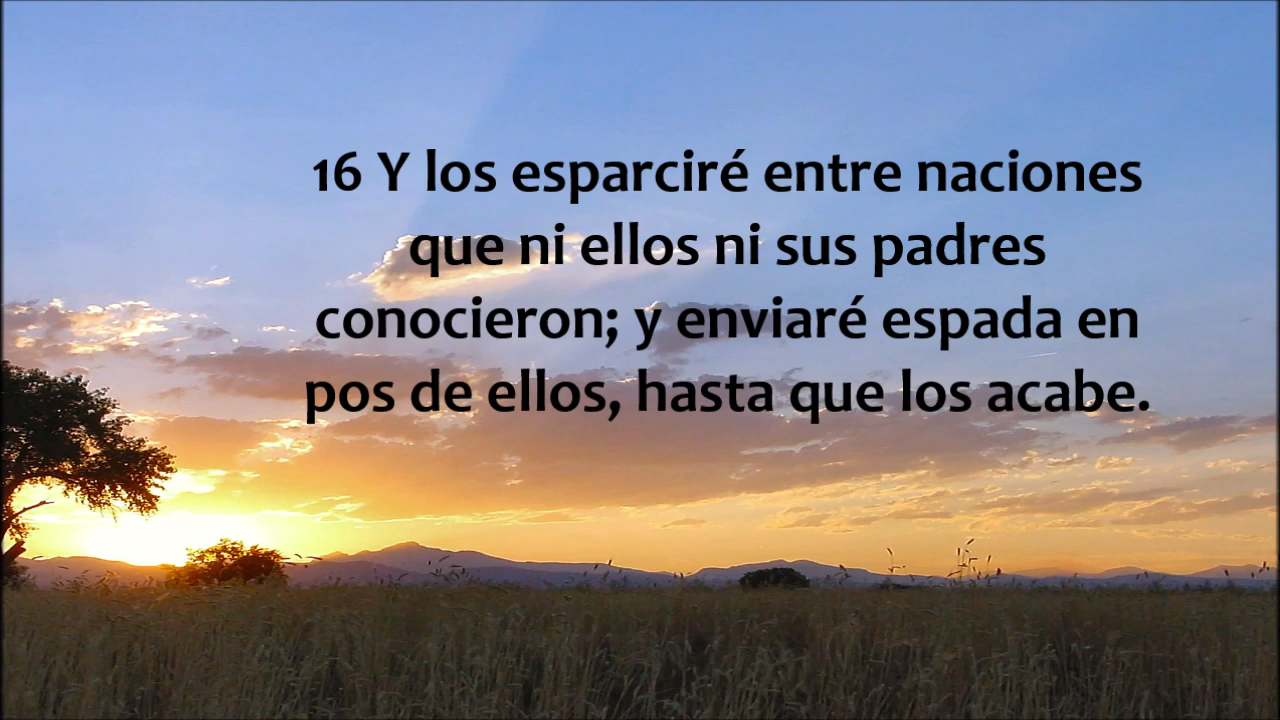 16 Y los esparciré entre naciones
que ni ellos ni sus padres
conocieron; y enviaré espada en
pos de ellos, hasta que los acabe.